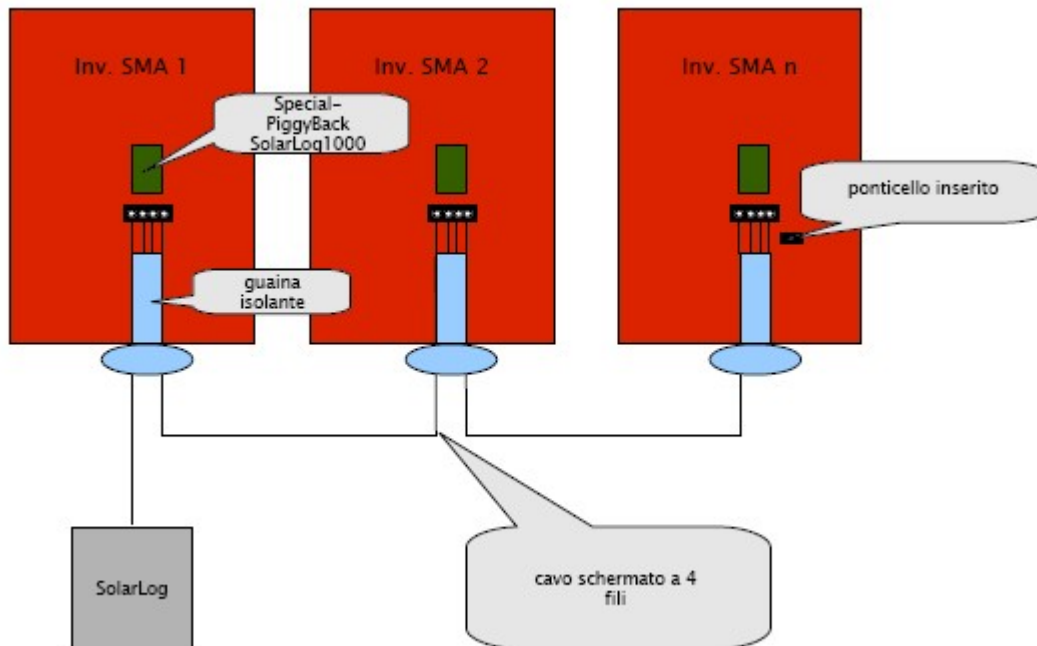 Inv. SMA 1
Inv. SMA 2
Inv. SMA n
Special-
PiggyBack
SolarLog1000
ponticello inserito
guaina
isolante
cavo schermato a 4
fili
SolarLog